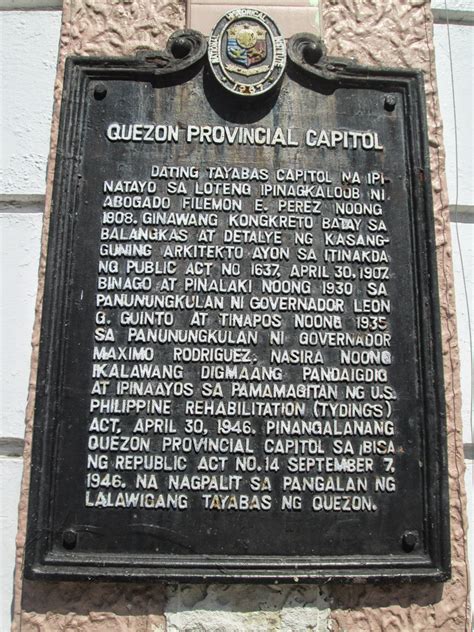 NATIONAL HISTORICAL INSTITUTE
QUEZON PROVINCIAL CAPITOL
DATING TAYABAS CAPITOL NA IPI-
NATAYO SA LOTENG IPINAGKALOOB NI
ABOGADO FILEMON E. PEREZ NOONG
1908. GINAWANG KONGKRETO BATAY SA
BALANGKAS AT DETALYE NG KASANG-
GUNING ARKITEKTO AYON SA ITINAKDA
NG PUBLIC ACT NO 1637, APRIL 30, 1907.
BINAGO AT PINALAKI NOONG 1930 SA
PANUNUNGKULAN NI GOVERNADOR LEON
G. GUINTO AT TINAPOS NOONG 1935
SA PANUNUNGKULAN NI GOVERNADOR
MAXIMO RODRIGUEZ. NASIRA NOONG
IKALAWANG DIGMAANG PANDAIGDIG
AT IPINAAYOS SA PAMAMAGITAN NG U.S.
PHILIPPINE REHABILITATION (TYDINGS)
ACT, APRIL 30, 1946. PINANGALANANG
QUEZON PROVINCIAL CAPITOL SA BISA
NG REPUBLIC ACT NO. 14 SEPTEMBER 7,
1946. NA NAGPALIT SA PANGALAN NG
LALAWIGANG TAYABAS NG QUEZON.